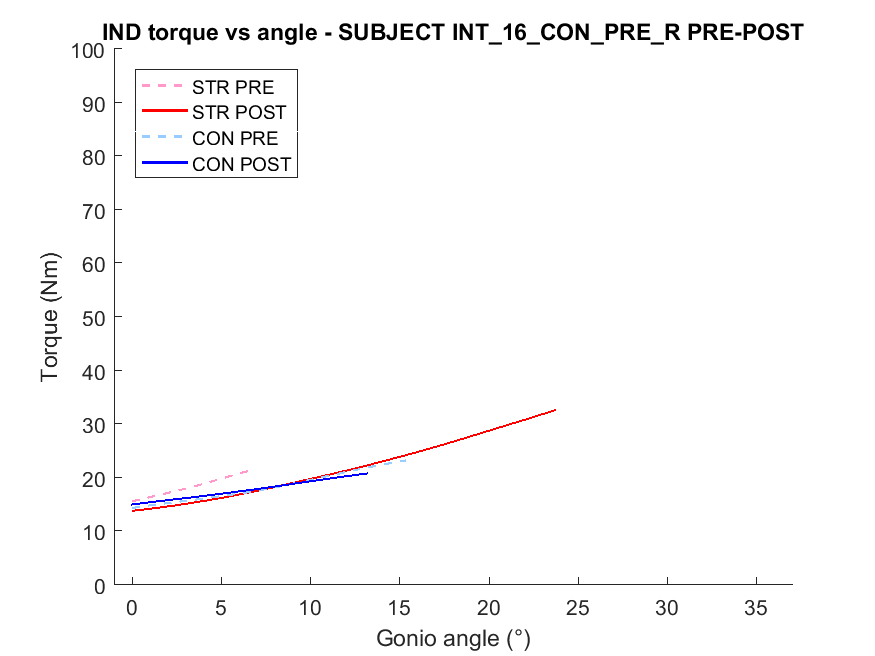 IND torque vs angle - SUBJECT INT_16_CON_PRE_R PRE-POST
100
90
80
70
60
50
40
30
20
10
0
STR PRE
STR POST
CON PRE
CON POST
Torque (Nm)
0 5 10 15 20 25 30 35
Gonio angle (°)